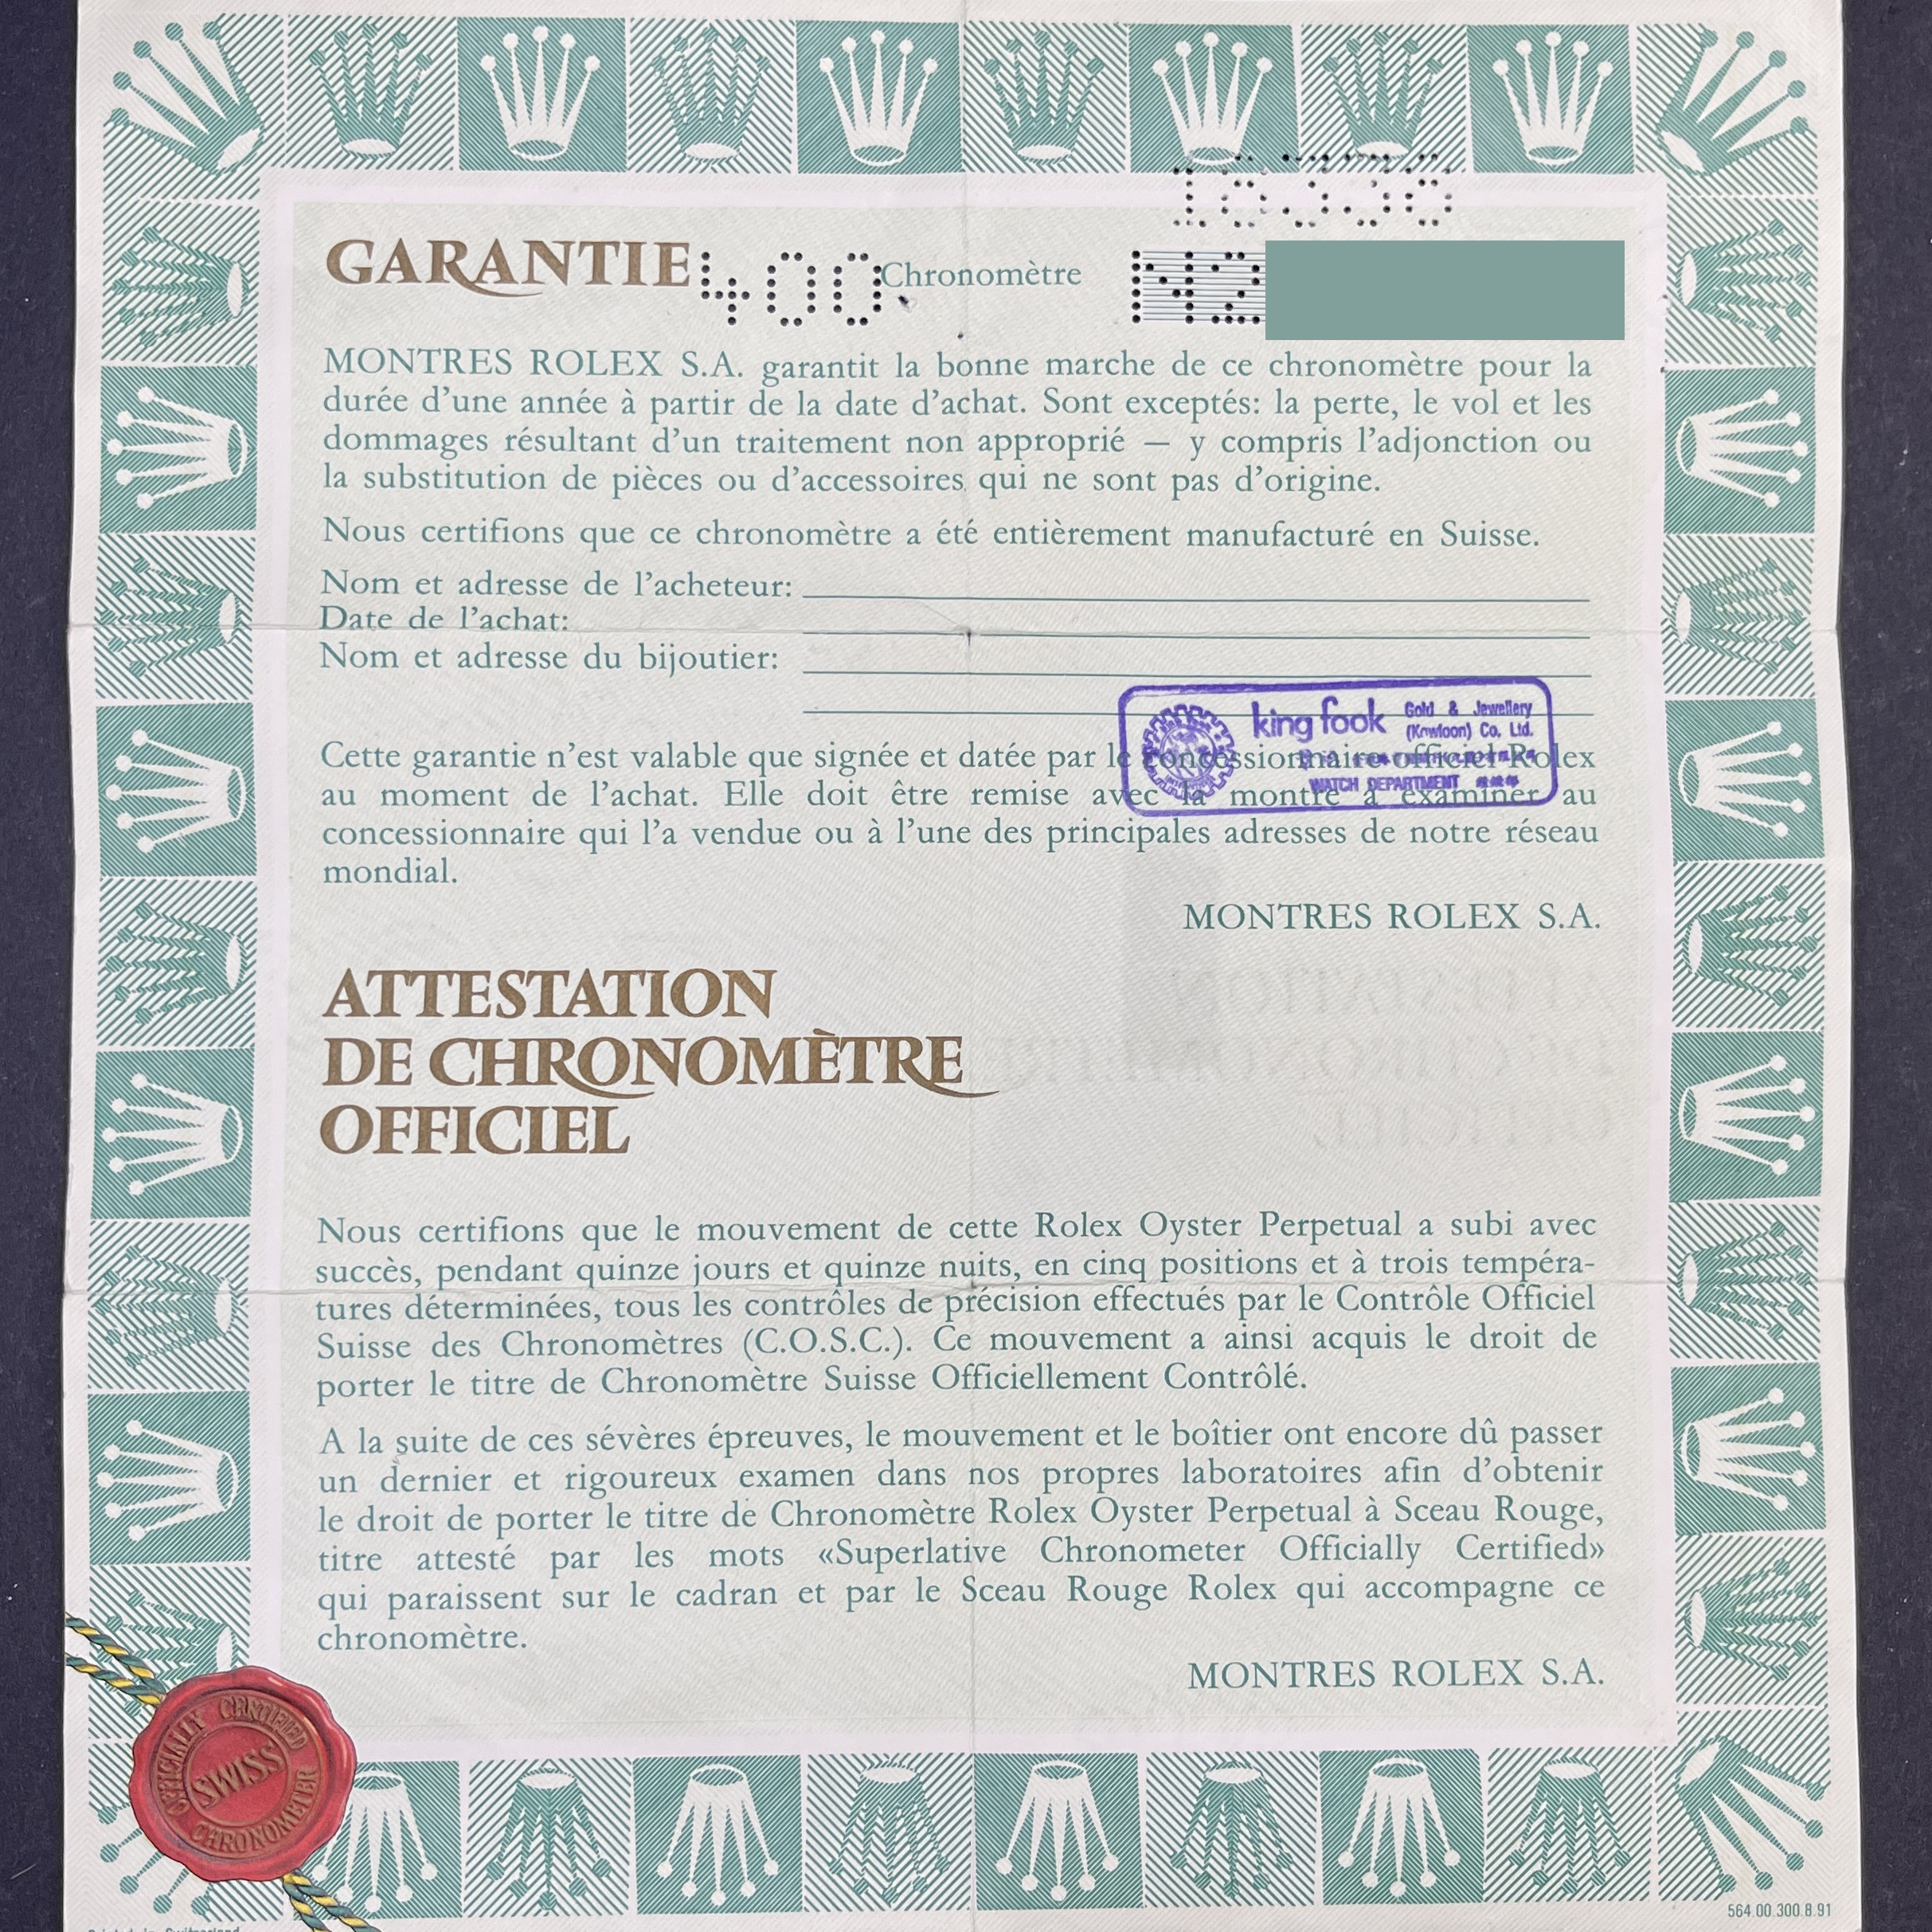 GARANTIE 400 Chronomètre N2
MONTRES ROLEX S.A. garantit la bonne marche de ce chronomètre pour la
durée d'une année à partir de la date d'achat. Sont exceptés: la perte, le vol et les
dommages résultant d'un traitement non approprié — y compris l'adjonction ou
la substitution de pièces ou d'accessoires qui ne sont pas d'origine.
Nous certifions que ce chronomètre a été entièrement manufacturé en Suisse.
Nom et adresse de l'acheteur:
Date de l'achat:
Nom et adresse du bijoutier:
king fook Gold & Jewellery
(Kowloon) Co. Ltd.
WATCH DEPARTMENT
Cette garantie n'est valable que signée et datée par le concessionnaire officiel Rolex
au moment de l'achat. Elle doit être remise avec la montre à examiner au
concessionnaire qui l'a vendue ou à l'une des principales adresses de notre réseau
mondial.
MONTRES ROLEX S.A.
ATTESTATION
DE CHRONOMÈTRE
OFFICIEL
Nous certifions que le mouvement de cette Rolex Oyster Perpetual a subi avec
succès, pendant quinze jours et quinze nuits, en cinq positions et à trois tempéra-
tures déterminées, tous les contrôles de précision effectués par le Contrôle Officiel
Suisse des Chronomètres (C.O.S.C.). Ce mouvement a ainsi acquis le droit de
porter le titre de Chronomètre Suisse Officiellement Contrôlé.
A la suite de ces sévères épreuves, le mouvement et le boîtier ont encore dû passer
un dernier et rigoureux examen dans nos propres laboratoires afin d'obtenir
le droit de porter le titre de Chronomètre Rolex Oyster Perpetual à Sceau Rouge,
titre attesté par les mots «Superlative Chronometer Officially Certified»
qui paraissent sur le cadran et par le Sceau Rouge Rolex qui accompagne ce
chronomètre.
MONTRES ROLEX S.A.
OFFICIALLY CERTIFIED
SWISS
CHRONOMETER
564.00.300.8.91
Printed in Switzerland